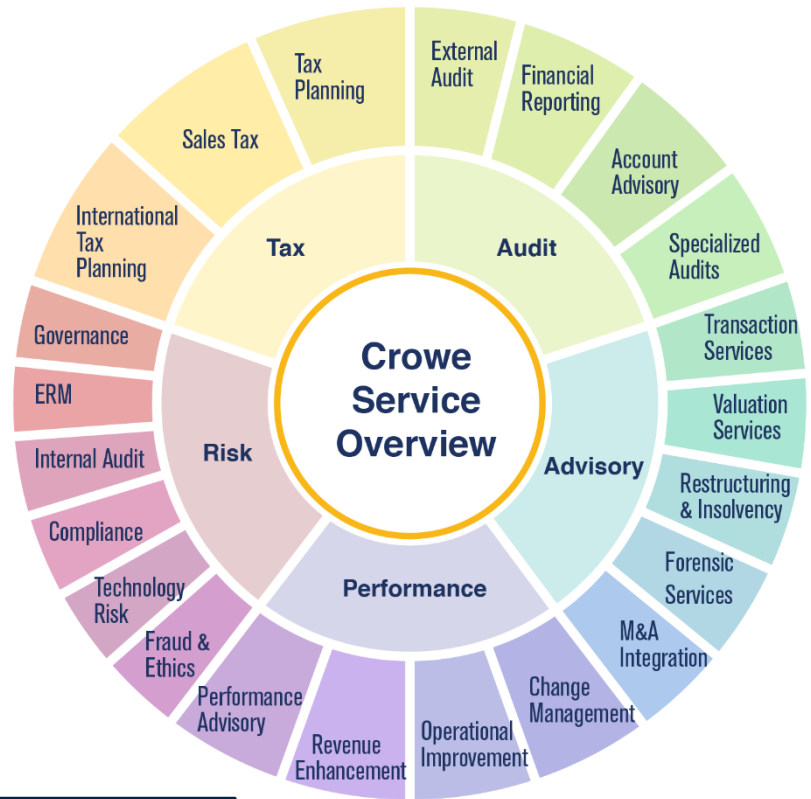 Crowe
Service
Overview
Tax
Audit
Advisory
Performance
Risk
External
Audit
Financial
Reporting
Account
Advisory
Specialized
Audits
Transaction
Services
Valuation
Services
Restructuring
& Insolvency
Forensic
Services
M&A
Integration
Change
Management
Operational
Improvement
Revenue
Enhancement
Performance
Advisory
Fraud &
Ethics
Technology
Risk
Compliance
Internal Audit
ERM
Governance
International
Tax
Planning
Sales Tax
Tax
Planning